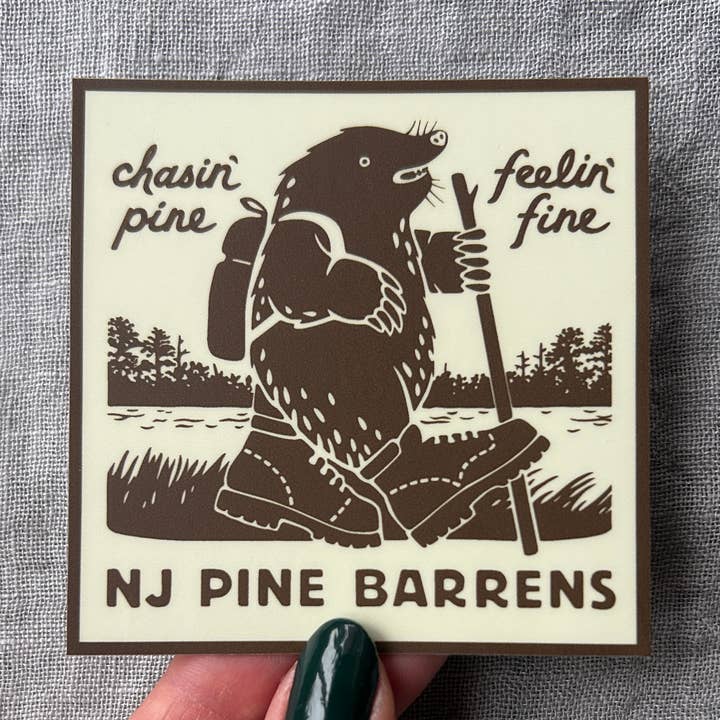 chasin'
pine
feelin'
fine
NJ PINE BARRENS